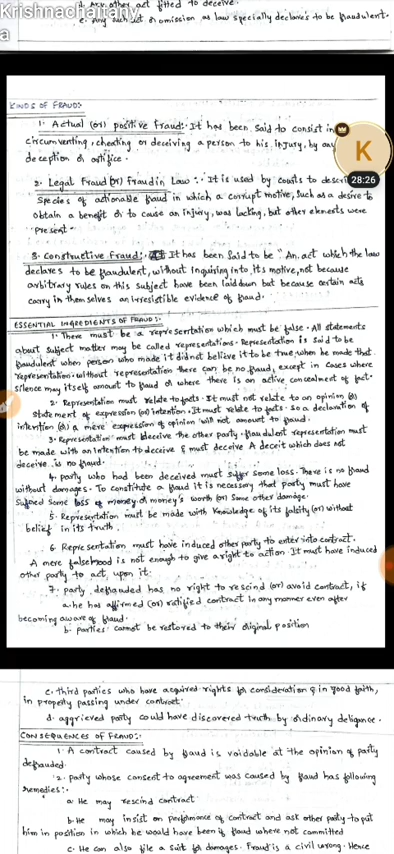 d. Any other act fitted to deceive.
Krishnachaitany
e. Any such act or omission as law specially declares to be fraudulent.
a
KINDS OF FRAUD:-
1. Actual (or) positive fraud:- It has been said to consist in
circumventing, cheating or deceiving a person to his injury, by any
deception or artifice.
K
28:26
2. Legal fraud (or) fraud in Law:- It is used by courts to descri
species of actionable fraud in which a corrupt motive, such as a desire to
obtain a benefit or to cause an injury, was lacking, but other elements were
present-
3. Constructive fraud:- It has been said to be "An act which the law
declares to be fraudulent, without inquiring into its motive, not because
arbitrary rules on this subject have been laid down but because certain acts
carry in themselves an irresistible evidence of fraud.
ESSENTIAL INGREDIENTS OF FRAUD:-
1. There must be a representation which must be false. All statements
about subject matter may be called representations. Representation is said to be
fraudulent when person who made it did not believe it to be true, when he made that
representation. without representation there can be no fraud, except in cases where
silence may itself amount to fraud or where there is an active concealment of fact.
2. Representation must relate to facts. It must not relate to an opinion (or)
statement of expression (or) intention. It must relate to facts. So a declaration of
intention (or) a mere expression of opinion will not amount to fraud.
3. Representation must deceive the other party. fraudulent representation must
be made with an intention to deceive & must deceive A deceit which does not
deceive is no fraud.
4. party who had been deceived must suffer some loss. There is no fraud
without damages. To constitute a fraud it is necessary that party must have
suffered some loss of money or money's worth (or) some other damage.
5. Representation must be made with knowledge of its falsity (or) without
belief in its truth.
6. Representation must have induced other party to enter into contract.
A mere falsehood is not enough to give a right to action It must have induced
other party to act upon it.
7. party defrauded has no right to rescind (or) avoid contract, if
a. he has affirmed (or) ratified contract in any manner even after
becoming aware of fraud.
b. parties cannot be restored to their original position
c. third parties who have acquired rights for consideration & in good faith,
in property passing under contract.
d. aggrieved party could have discovered truth by ordinary deligence.
CONSEQUENCES OF FRAUD:-
1. A contract caused by fraud is voidable at the opinion of party
defrauded.
2. party whose consent to agreement was caused by fraud has following
remedies:-
a. He may rescind contract
b. He may insist on performance of contract and ask other party to put
him in position in which he would have been if fraud where not committed
c. He can also file a suit for damages. Fraud is a civil wrong. Hence